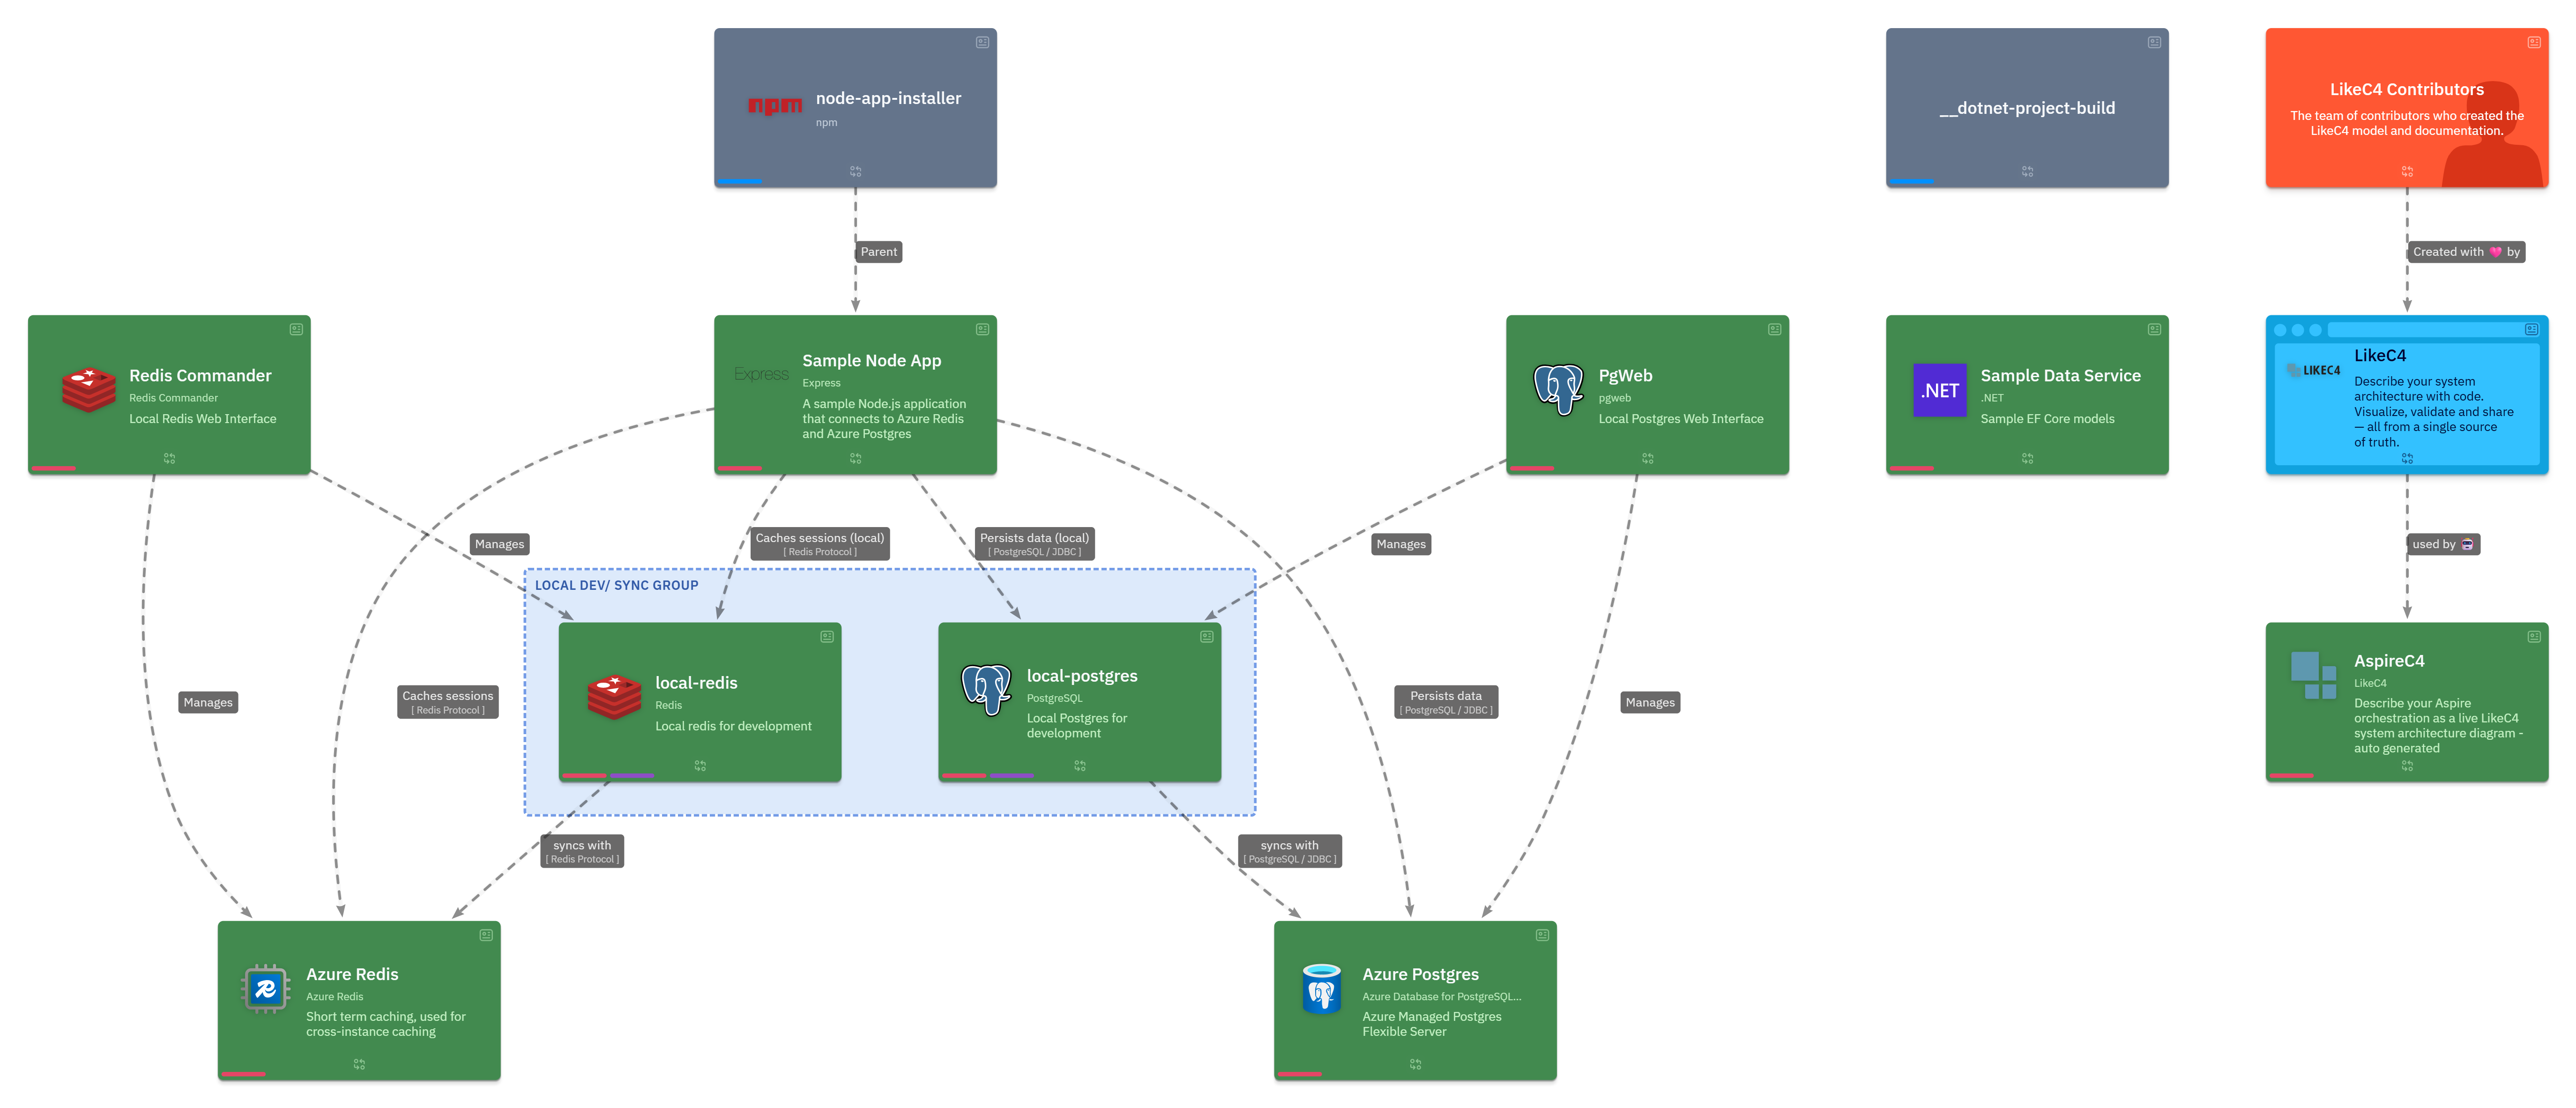 npm
node-app-installer
npm
__dotnet-project-build
LikeC4 Contributors
The team of contributors who created the
LikeC4 model and documentation.
Parent
Created with 💗 by
Redis Commander
Redis Commander
Local Redis Web Interface
Express
Sample Node App
Express
A sample Node.js application
that connects to Azure Redis
and Azure Postgres
PgWeb
pgweb
Local Postgres Web Interface
.NET
Sample Data Service
.NET
Sample EF Core models
LIKEC4
LikeC4
Describe your system
architecture with code.
Visualize, validate and share
— all from a single source
of truth.
Manages
Caches sessions (local)
[ Redis Protocol ]
Persists data (local)
[ PostgreSQL / JDBC ]
Manages
used by
LOCAL DEV/ SYNC GROUP
Manages
Caches sessions
[ Redis Protocol ]
local-redis
Redis
Local redis for development
local-postgres
PostgreSQL
Local Postgres for
development
Persists data
[ PostgreSQL / JDBC ]
Manages
AspireC4
LikeC4
Describe your Aspire
orchestration as a live LikeC4
system architecture diagram -
auto generated
syncs with
[ Redis Protocol ]
syncs with
[ PostgreSQL / JDBC ]
Azure Redis
Azure Redis
Short term caching, used for
cross-instance caching
Azure Postgres
Azure Database for PostgreSQL...
Azure Managed Postgres
Flexible Server